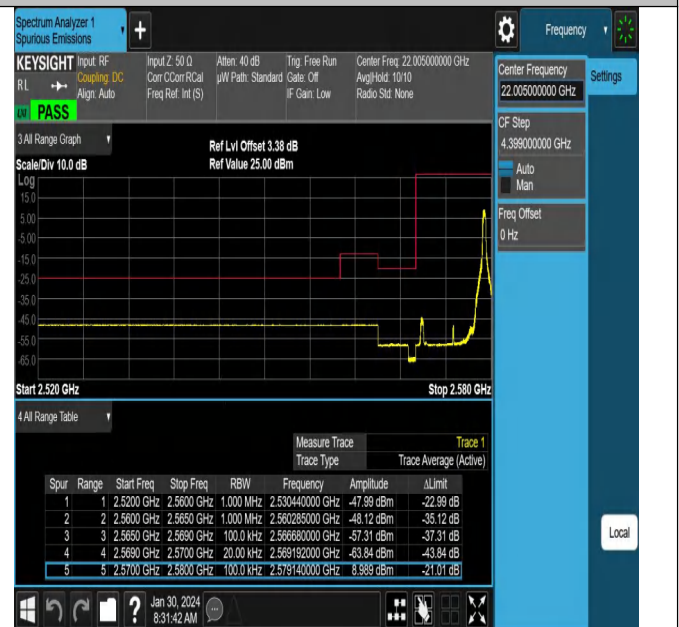 Spectrum Analyzer 1
Spurious Emissions
+
Frequency
KEYSIGHT Input: RF Input Z: 50 Ω Atten: 40 dB Trig: Free Run Center Freq: 22.005000000 GHz
RL Coupling: DC Corr CCorr RCal µW Path: Standard Gate: Off Avg|Hold: 10/10
Align: Auto Freq Ref: Int (S) IF Gain: Low Radio Std: None
PASS
Center Frequency
22.005000000 GHz
Settings
CF Step
4.399000000 GHz
Auto
Man
Freq Offset
0 Hz
3 All Range Graph
Ref Lvl Offset 3.38 dB
Scale/Div 10.0 dB Ref Value 25.00 dBm
Log
15.0
5.00
-5.00
-15.0
-25.0
-35.0
-45.0
-55.0
-65.0
Start 2.520 GHz Stop 2.580 GHz
4 All Range Table
Measure Trace Trace 1
Trace Type Trace Average (Active)
Spur Range Start Freq Stop Freq RBW Frequency Amplitude ΔLimit
1 1 2.5200 GHz 2.5600 GHz 1.000 MHz 2.530440000 GHz -47.99 dBm -22.99 dB
2 2 2.5600 GHz 2.5650 GHz 1.000 MHz 2.560285000 GHz -48.12 dBm -35.12 dB
3 3 2.5650 GHz 2.5690 GHz 100.0 kHz 2.566680000 GHz -57.31 dBm -37.31 dB
4 4 2.5690 GHz 2.5700 GHz 20.00 kHz 2.569192000 GHz -63.84 dBm -43.84 dB
5 5 2.5700 GHz 2.5800 GHz 100.0 kHz 2.579140000 GHz 8.989 dBm -21.01 dB
Local
?
Jan 30, 2024
8:31:42 AM